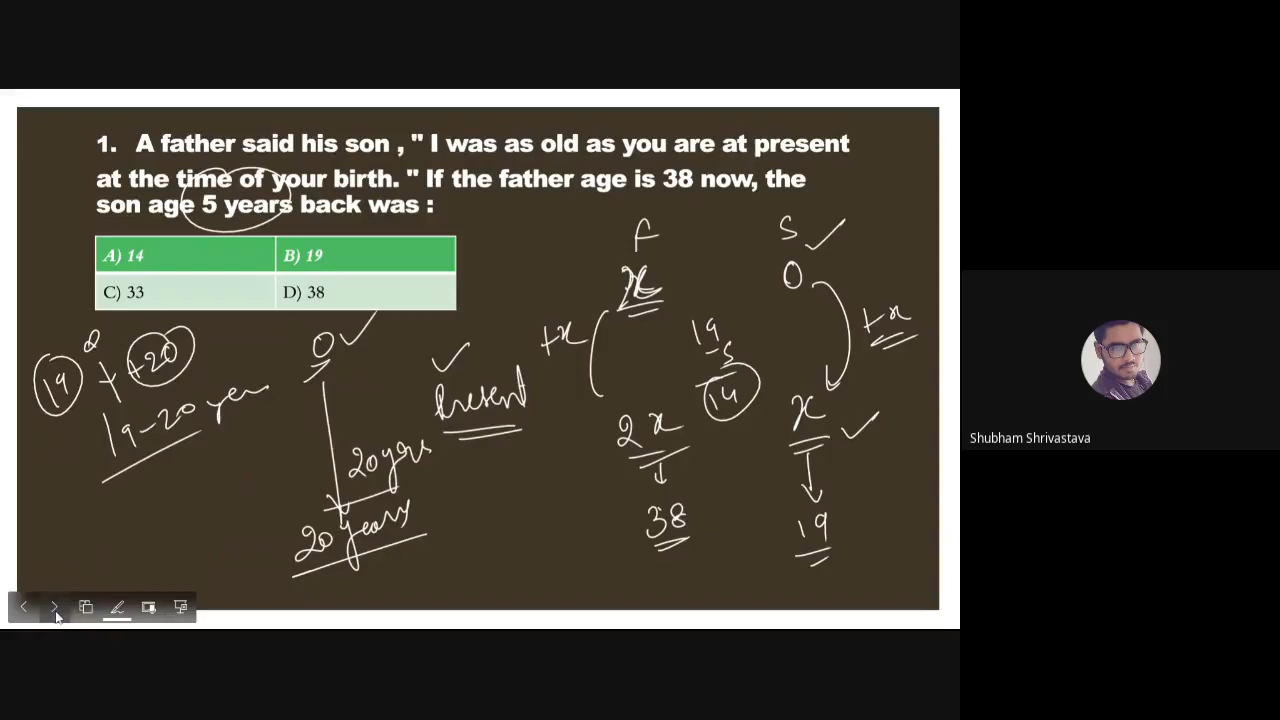 1. A father said his son , " I was as old as you are at present
at the time of your birth. " If the father age is 38 now, the
son age 5 years back was :
A) 14 B) 19
C) 33 D) 38
F S
x 0
+x 19 +x
-5
14
2x x
38 19
0
Present
20 years
20 years
19 +20
19-20 year
Shubham Shrivastava